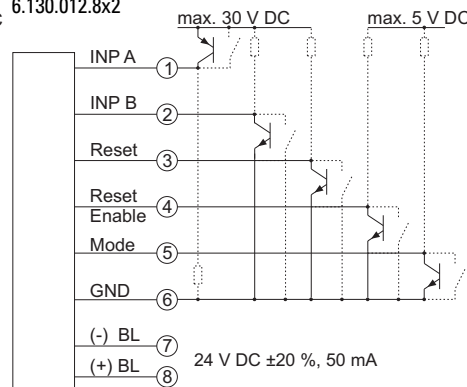 C 6.130.012.8x2
max. 30 V DC max. 5 V DC
INP A 1
INP B 2
Reset 3
Reset
Enable 4
Mode 5
GND 6
(-) BL 7
(+) BL 8
24 V DC ±20 %, 50 mA